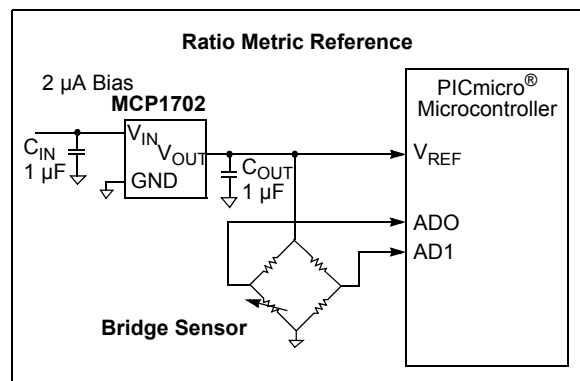 Ratio Metric Reference
2 µA Bias
MCP1702
PICmicro®
Microcontroller
VIN
VOUT
GND
CIN
1 µF
COUT
1 µF
VREF
ADO
AD1
Bridge Sensor